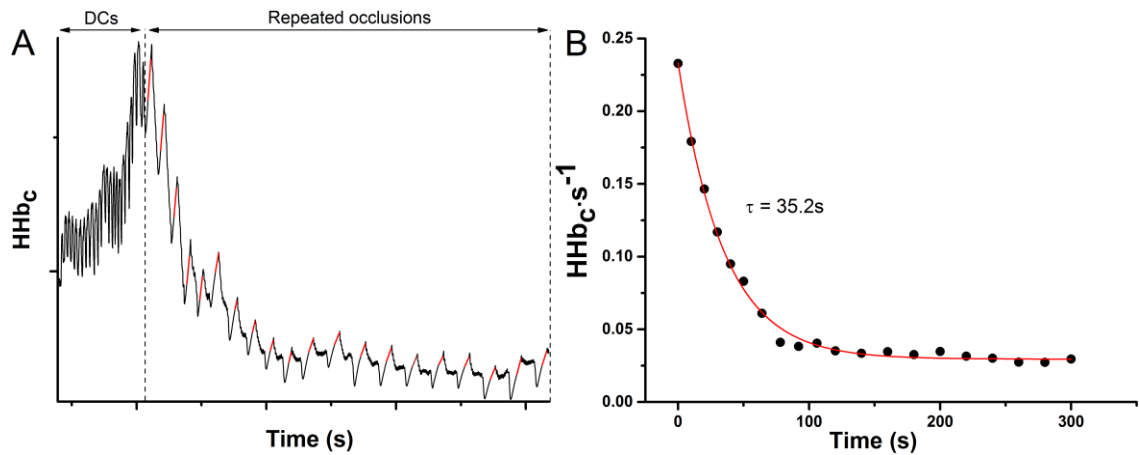 DCs
Repeated occlusions
A
HHbC
Time (s)
B
HHbC·s-1
0.25
0.20
0.15
0.10
0.05
0.00
τ = 35.2s
0
100
200
300
Time (s)